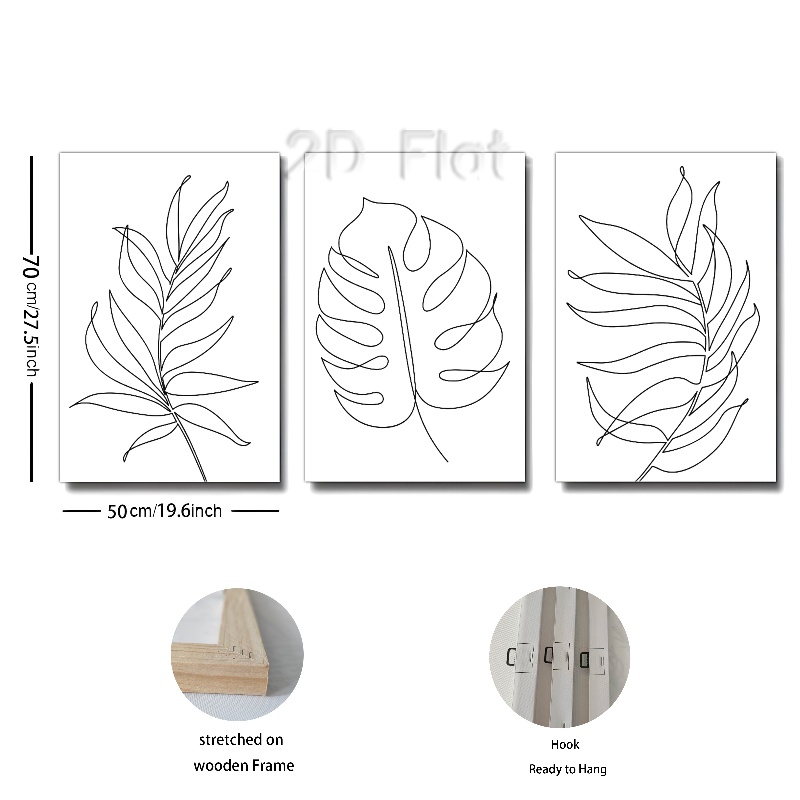 2D Flat
70 cm/27.5inch
50cm/19.6inch
stretched on
wooden Frame
Hook
Ready to Hang